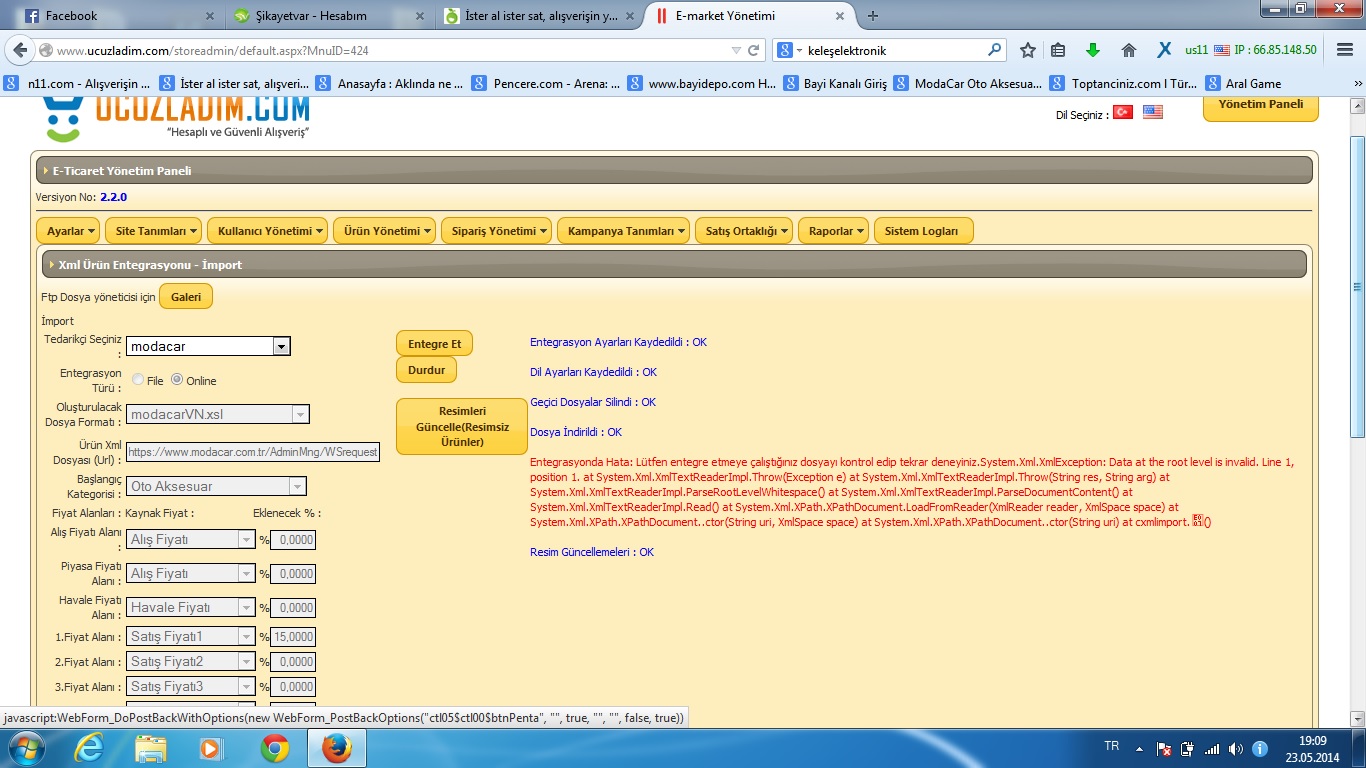 Facebook
Şikayetvar - Hesabım
İster al ister sat, alışverişin y...
E-market Yönetimi
www.ucuzladim.com/storeadmin/default.aspx?MnuID=424
keleşelektronik
us11 IP : 66.85.148.50
n11.com - Alışverişin ...
İster al ister sat, alışveri...
Anasayfa : Aklında ne ...
Pencere.com - Arena: ...
www.bayidepo.com H...
Bayi Kanalı Giriş
ModaCar Oto Aksesua...
Toptanciniz.com I Tür...
Aral Game
UCUZLADIM.COM
“Hesaplı ve Güvenli Alışveriş”
Dil Seçiniz :
Yönetim Paneli
E-Ticaret Yönetim Paneli
Versiyon No: 2.2.0
Ayarlar
Site Tanımları
Kullanıcı Yönetimi
Ürün Yönetimi
Sipariş Yönetimi
Kampanya Tanımları
Satış Ortaklığı
Raporlar
Sistem Logları
Xml Ürün Entegrasyonu - İmport
Ftp Dosya yöneticisi için Galeri
İmport
Tedarikçi Seçiniz
: modacar
Entegrasyon
Türü : File Online
Oluşturulacak
Dosya Formatı : modacarVN.xsl
Ürün Xml
Dosyası (Url) : https://www.modacar.com.tr/AdminMng/WSrequest
Başlangıç
Kategorisi : Oto Aksesuar
Fiyat Alanları : Kaynak Fiyat : Eklenecek % :
Alış Fiyatı Alanı
: Alış Fiyatı % 0,0000
Piyasa Fiyatı
Alanı : Alış Fiyatı % 0,0000
Havale Fiyatı
Alanı : Havale Fiyatı % 0,0000
1.Fiyat Alanı : Satış Fiyatı1 % 15,0000
2.Fiyat Alanı : Satış Fiyatı2 % 0,0000
3.Fiyat Alanı : Satış Fiyatı3 % 0,0000
Entegre Et
Durdur
Resimleri
Güncelle(Resimsiz
Ürünler)
Entegrasyon Ayarları Kaydedildi : OK
Dil Ayarları Kaydedildi : OK
Geçici Dosyalar Silindi : OK
Dosya İndirildi : OK
Entegrasyonda Hata: Lütfen entegre etmeye çalıştığınız dosyayı kontrol edip tekrar deneyiniz.System.Xml.XmlException: Data at the root level is invalid. Line 1,
position 1. at System.Xml.XmlTextReaderImpl.Throw(Exception e) at System.Xml.XmlTextReaderImpl.Throw(String res, String arg) at
System.Xml.XmlTextReaderImpl.ParseRootLevelWhitespace() at System.Xml.XmlTextReaderImpl.ParseDocumentContent() at
System.Xml.XmlTextReaderImpl.Read() at System.Xml.XPath.XPathDocument.LoadFromReader(XmlReader reader, XmlSpace space) at
System.Xml.XPath.XPathDocument..ctor(String uri, XmlSpace space) at System.Xml.XPath.XPathDocument..ctor(String uri) at cxmlimport. ()
Resim Güncellemeleri : OK
javascript:WebForm_DoPostBackWithOptions(new WebForm_PostBackOptions("ctl05$ctl00$btnPenta", "", true, "", "", false, true))
TR
19:09
23.05.2014